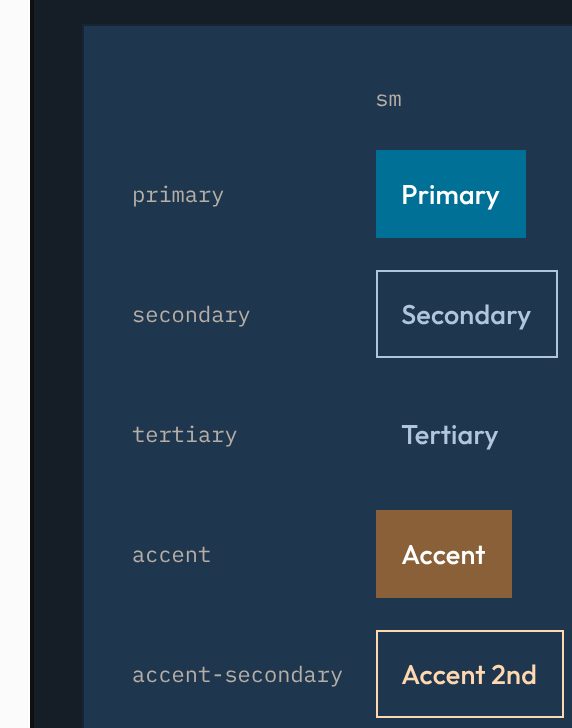 sm
primary Primary
secondary Secondary
tertiary Tertiary
accent Accent
accent-secondary Accent 2nd